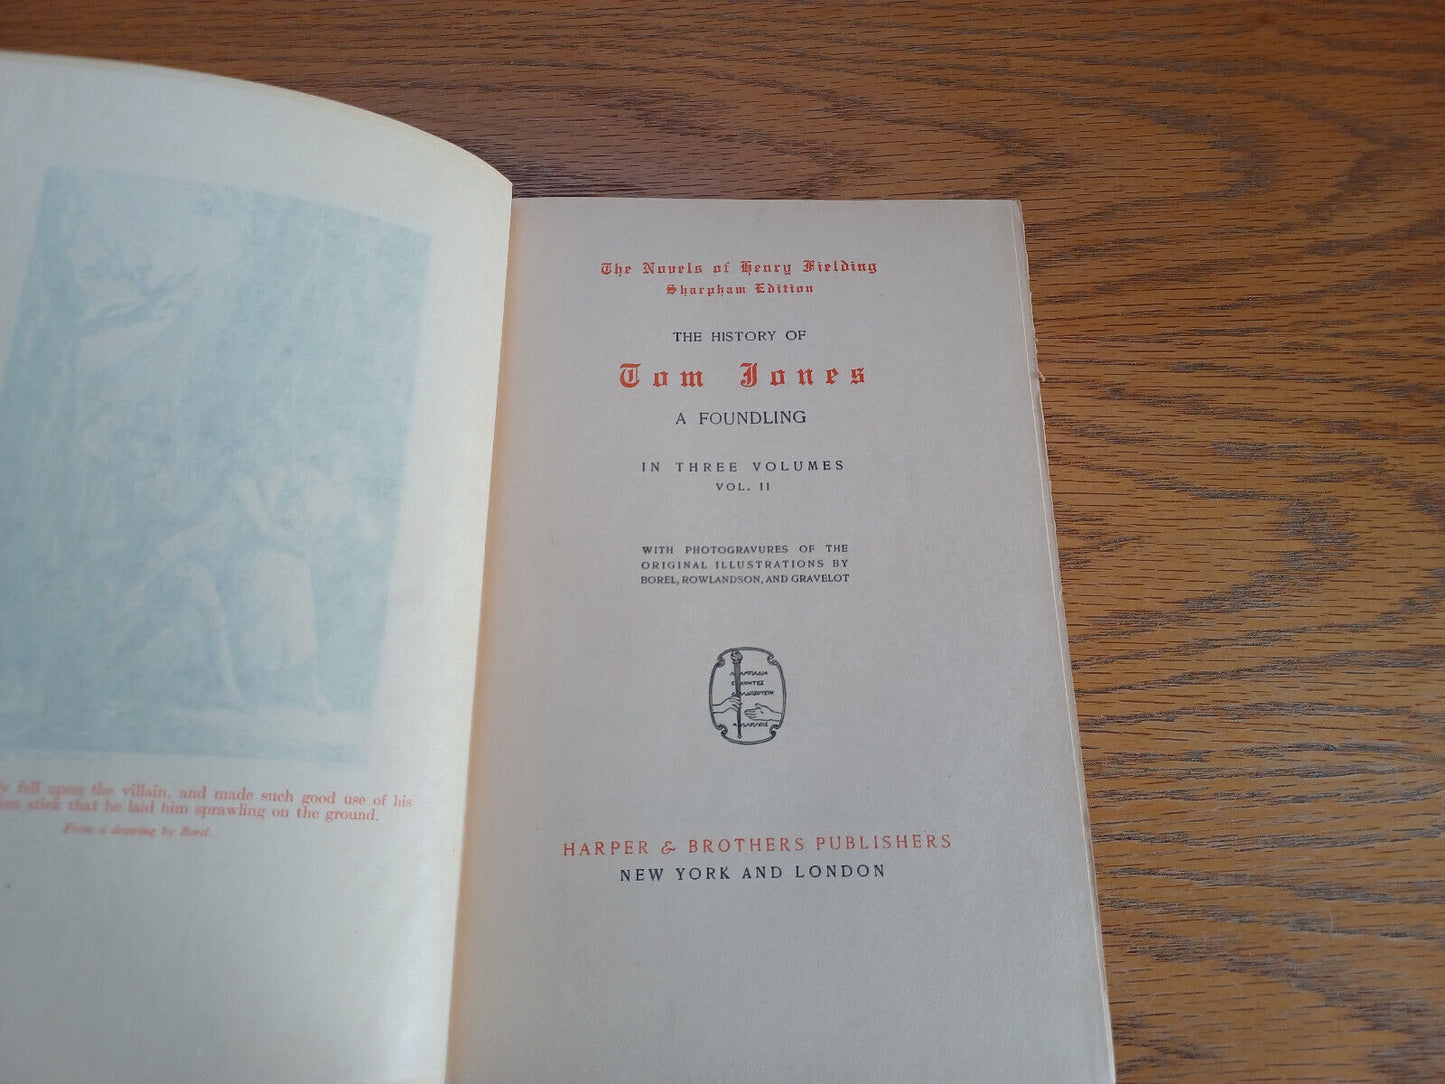 fell upon the villain, and made such good use of his
stick that he laid him sprawling on the ground.
From a drawing by Borel.
The Novels of Henry Fielding
Sharpham Edition
THE HISTORY OF
Tom Jones
A FOUNDLING
IN THREE VOLUMES
VOL. II
WITH PHOTOGRAVURES OF THE
ORIGINAL ILLUSTRATIONS BY
BOREL, ROWLANDSON, AND GRAVELOT
HARPER & BROTHERS PUBLISHERS
NEW YORK AND LONDON